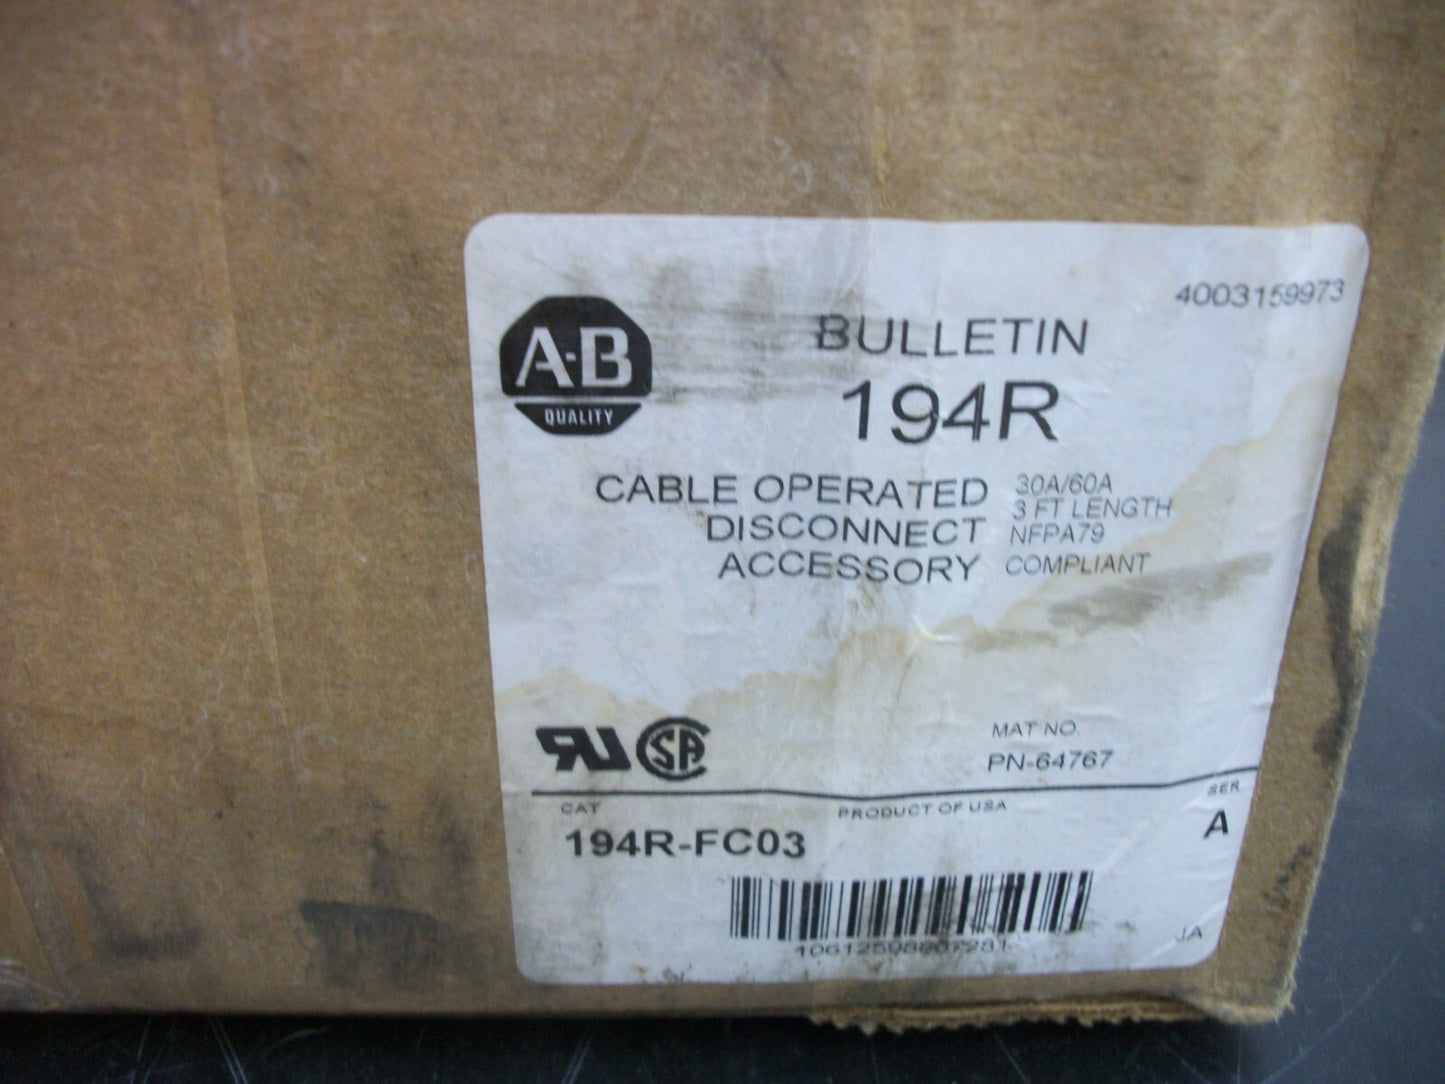 4003159973
A-B
QUALITY
BULLETIN
194R
CABLE OPERATED
DISCONNECT
ACCESSORY
30A/60A
3 FT LENGTH
NFPA79
COMPLIANT
SA
MAT NO.
PN-64767
CAT
PRODUCT OF USA
SER
194R-FC03
A
JA